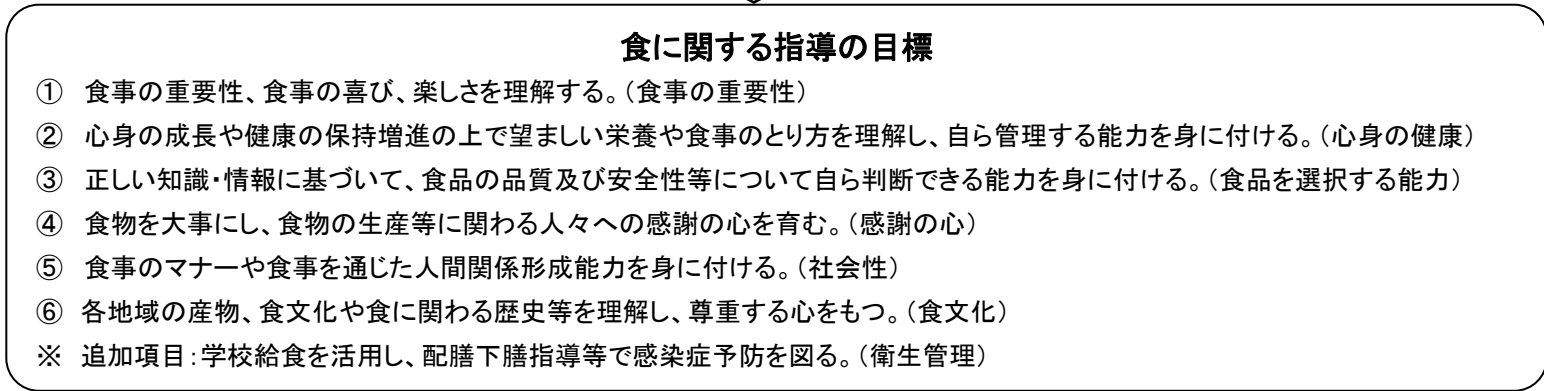 食に関する指導の目標
① 食事の重要性、食事の喜び、楽しさを理解する。(食事の重要性)
② 心身の成長や健康の保持増進の上で望ましい栄養や食事のとり方を理解し、自ら管理する能力を身に付ける。(心身の健康)
③ 正しい知識・情報に基づいて、食品の品質及び安全性等について自ら判断できる能力を身に付ける。(食品を選択する能力)
④ 食物を大事にし、食物の生産等に関わる人々への感謝の心を育む。(感謝の心)
⑤ 食事のマナーや食事を通じた人間関係形成能力を身に付ける。(社会性)
⑥ 各地域の産物、食文化や食に関わる歴史等を理解し、尊重する心をもつ。(食文化)
※ 追加項目:学校給食を活用し、配膳下膳指導等で感染症予防を図る。(衛生管理)